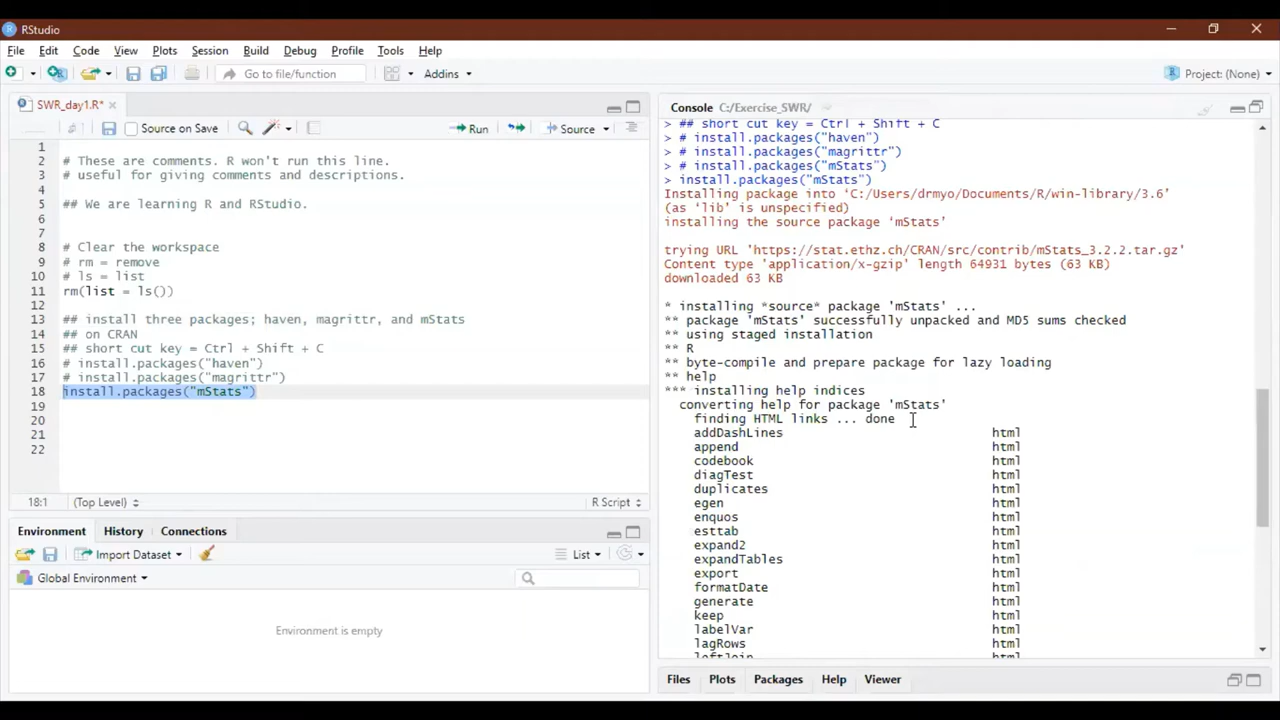 RStudio
File Edit View Plots Session Build Debug Profile Tools Help
Go to file/function Addins Project: (None)
SWR_day1.R*
Source on Save Run Source
1
2 # These are comments. R won't run this line.
3 # useful for giving comments and descriptions.
4
5 ## We are learning R and RStudio.
6
7
8 # Clear the workspace
9 # rm = remove
10 # ls = list
11 rm(list = ls())
12
13 ## install three packages; haven, magrittr, and mStats
14 ## on CRAN
15 ## short cut key = Ctrl + Shift + C
16 # install.packages("haven")
17 # install.packages("magrittr")
18 install.packages("mStats")
19
20
21
22
18:1 (Top Level) R Script
Environment History Connections
Import Dataset List
Global Environment
Environment is empty
Console C:/Exercise_SWR/
> ## short cut key = Ctrl + Shift + C
> # install.packages("haven")
> # install.packages("magrittr")
> # install.packages("mStats")
> install.packages("mStats")
Installing package into ‘C:/Users/drmyo/Documents/R/win-library/3.6’
(as ‘lib’ is unspecified)
installing the source package ‘mStats’
trying URL 'https://stat.ethz.ch/CRAN/src/contrib/mStats_3.2.2.tar.gz'
Content type 'application/x-gzip' length 64931 bytes (63 KB)
downloaded 63 KB
* installing *source* package 'mStats' ...
** package 'mStats' successfully unpacked and MD5 sums checked
** using staged installation
** R
** byte-compile and prepare package for lazy loading
** help
*** installing help indices
converting help for package 'mStats'
finding HTML links ... done
addDashLines html
append html
codebook html
diagTest html
duplicates html
egen html
enquos html
esttab html
expand2 html
expandTables html
export html
formatDate html
generate html
keep html
labelVar html
lagRows html
leftJoin html
Files Plots Packages Help Viewer